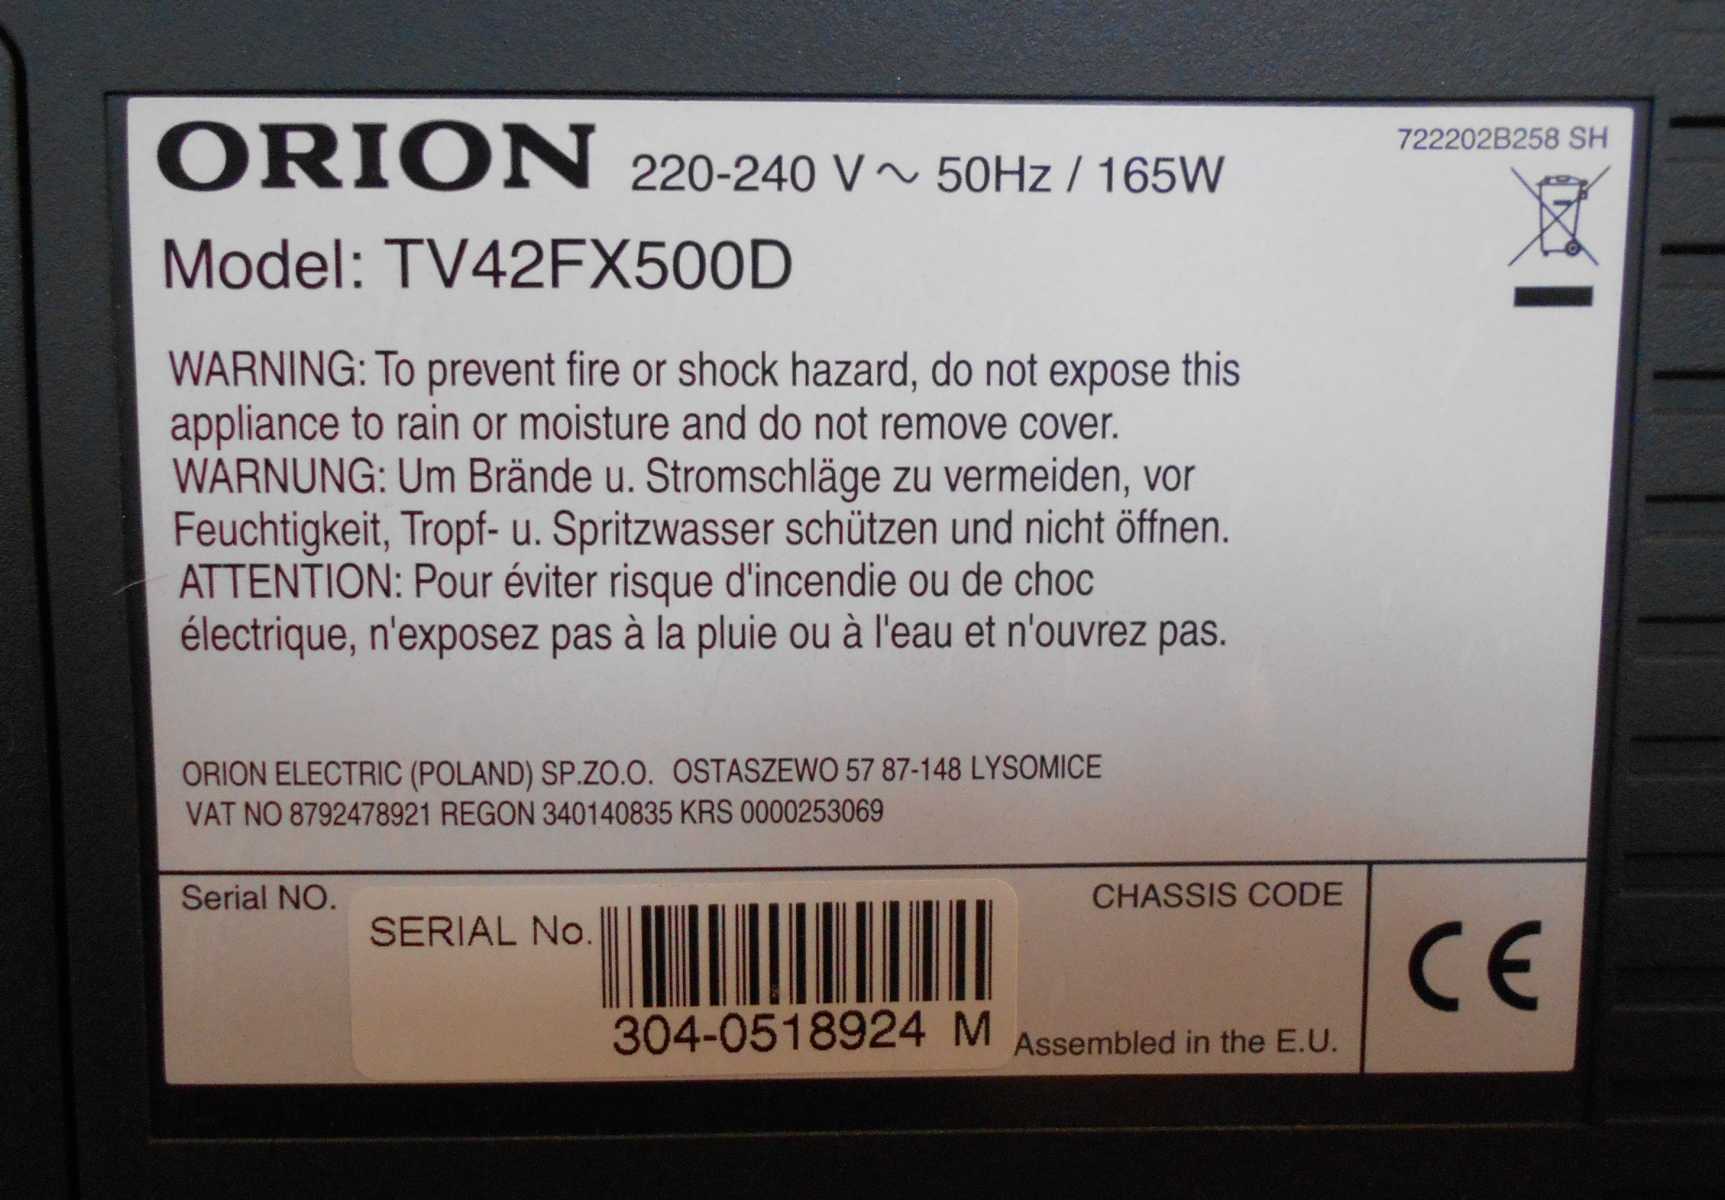 ORION 220-240 V ~ 50Hz / 165W
722202B258 SH
Model: TV42FX500D
WARNING: To prevent fire or shock hazard, do not expose this
appliance to rain or moisture and do not remove cover.
WARNUNG: Um Brände u. Stromschläge zu vermeiden, vor
Feuchtigkeit, Tropf- u. Spritzwasser schützen und nicht öffnen.
ATTENTION: Pour éviter risque d'incendie ou de choc
électrique, n'exposez pas à la pluie ou à l'eau et n'ouvrez pas.
ORION ELECTRIC (POLAND) SP.ZO.O. OSTASZEWO 57 87-148 LYSOMICE
VAT NO 8792478921 REGON 340140835 KRS 0000253069
Serial NO.
SERIAL No.
304-0518924 M
CHASSIS CODE
Assembled in the E.U.
CE